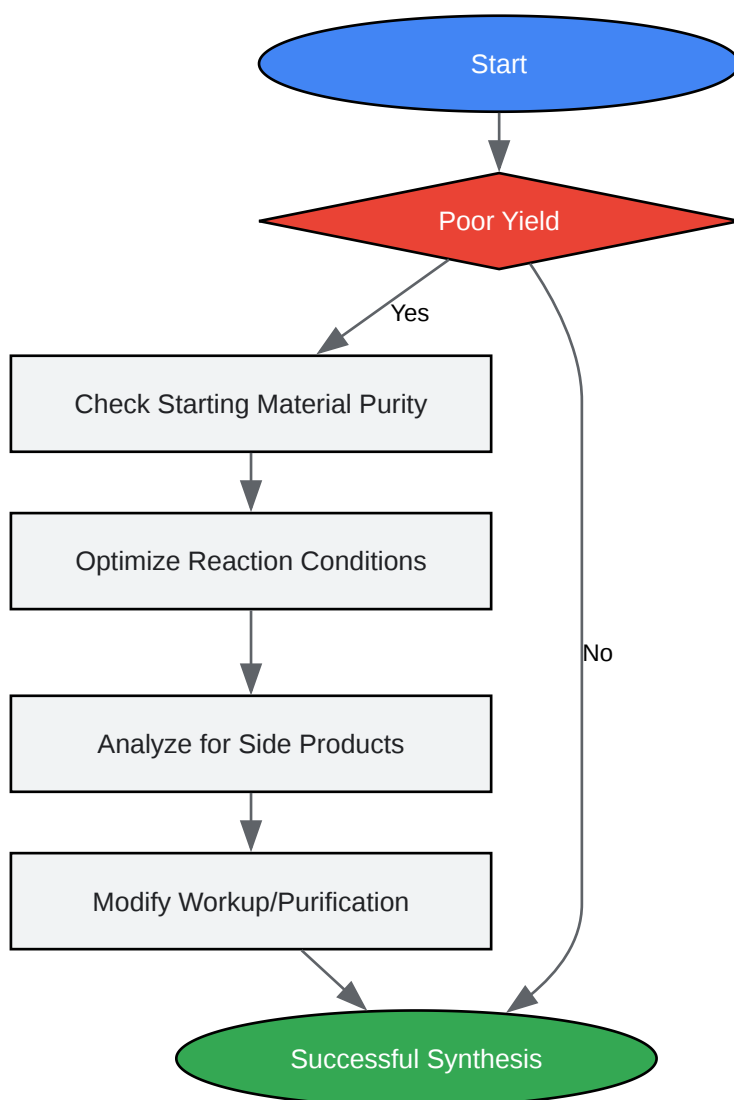 Start
Poor Yield
Yes
Check Starting Material Purity
Optimize Reaction Conditions
No
Analyze for Side Products
Modify Workup/Purification
Successful Synthesis